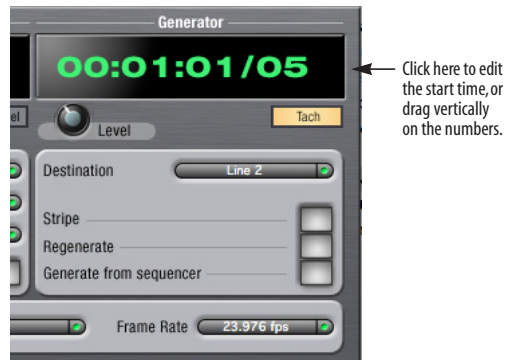 Generator
00:01:01/05
Click here to edit
the start time, or
drag vertically
on the numbers.
el
Level
Tach
Destination
Line 2
Stripe
Regenerate
Generate from sequencer
Frame Rate
23.976 fps